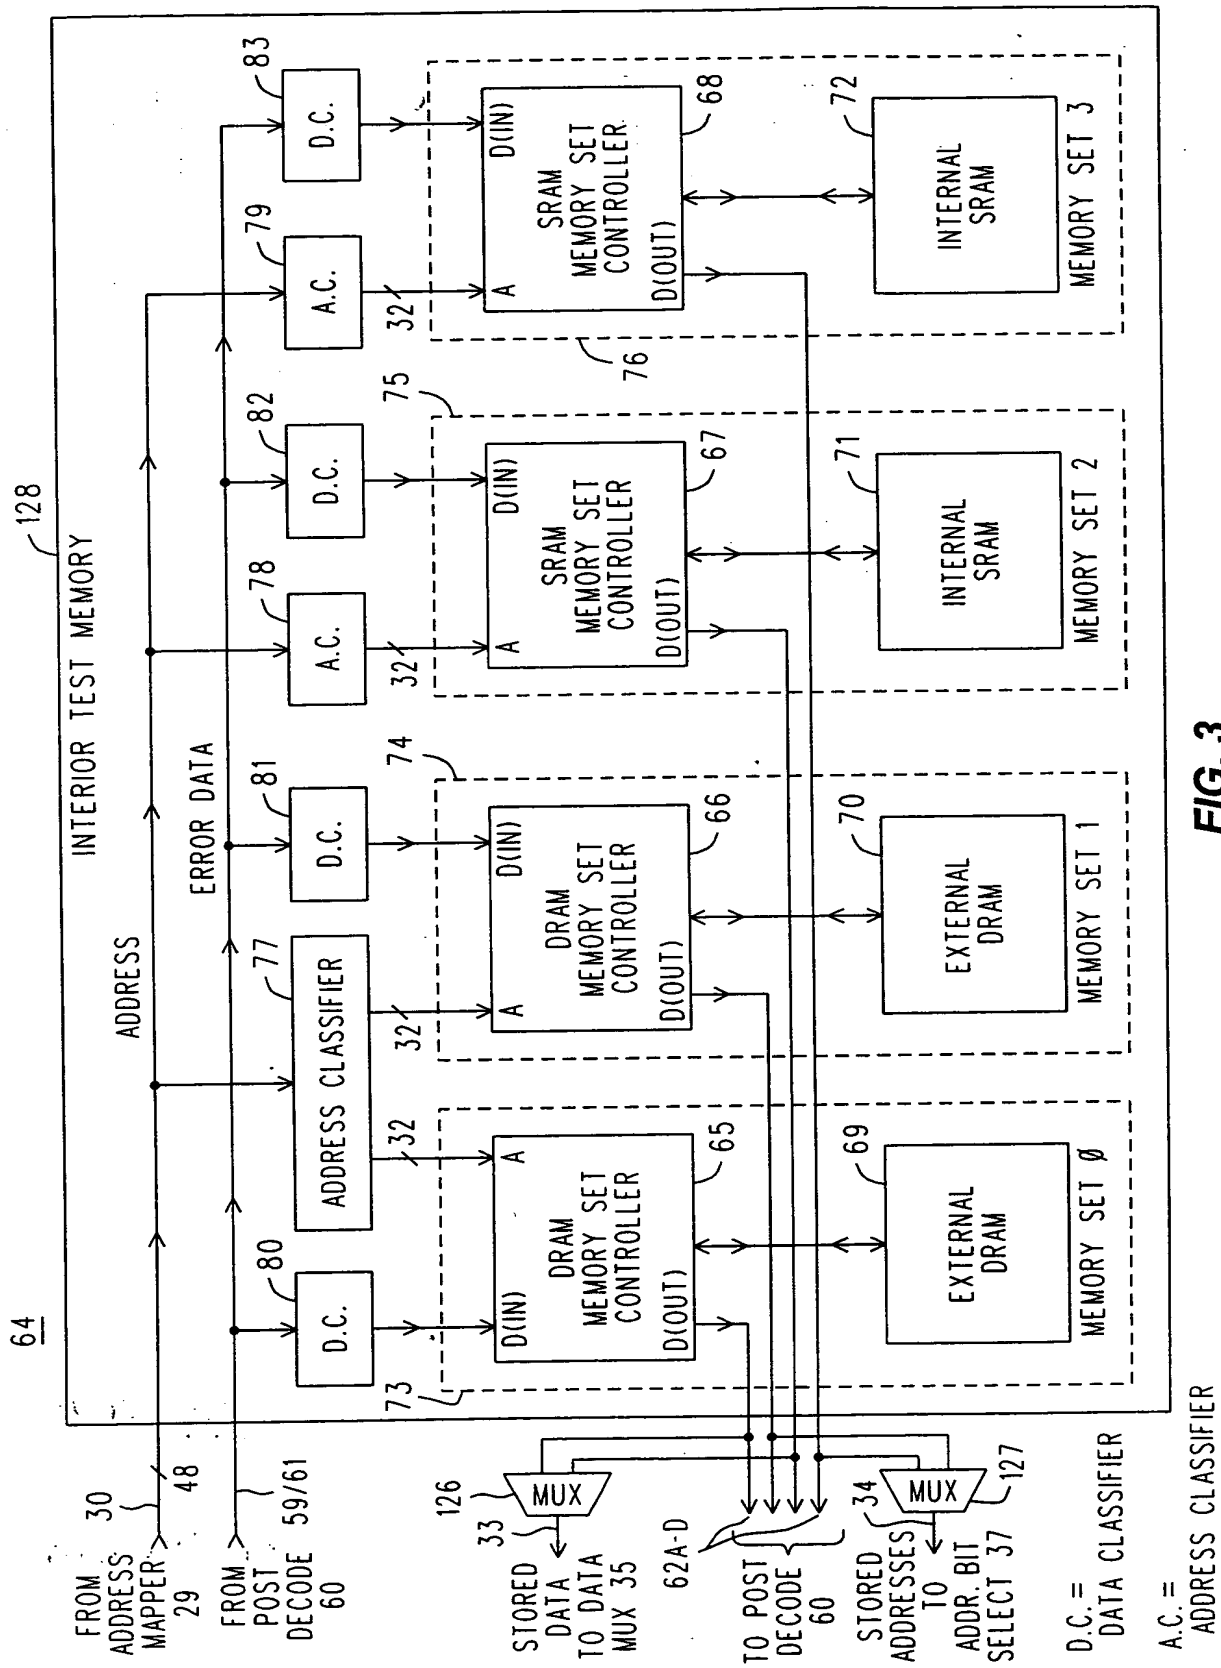 64
INTERIOR TEST MEMORY
128
FROM
ADDRESS
MAPPER
29
30
48
ADDRESS
FROM
POST
DECODE
60
59/61
ERROR DATA
D.C.
80
ADDRESS CLASSIFIER
77
D.C.
81
A.C.
78
D.C.
82
A.C.
79
D.C.
83
32
32
32
32
73
74
75
76
D(IN)
A
DRAM
MEMORY SET
CONTROLLER
D(OUT)
65
A
D(IN)
DRAM
MEMORY SET
CONTROLLER
D(OUT)
66
A
D(IN)
SRAM
MEMORY SET
CONTROLLER
D(OUT)
67
A
D(IN)
SRAM
MEMORY SET
CONTROLLER
D(OUT)
68
126
MUX
33
STORED
DATA
TO DATA
MUX 35
62A-D
TO POST
DECODE
60
MUX
127
34
STORED
ADDRESSES
TO
ADDR. BIT
SELECT 37
EXTERNAL
DRAM
69
MEMORY SET Ø
EXTERNAL
DRAM
70
MEMORY SET 1
INTERNAL
SRAM
71
MEMORY SET 2
INTERNAL
SRAM
72
MEMORY SET 3
D.C. =
DATA CLASSIFIER
A.C. =
ADDRESS CLASSIFIER
FIG. 3